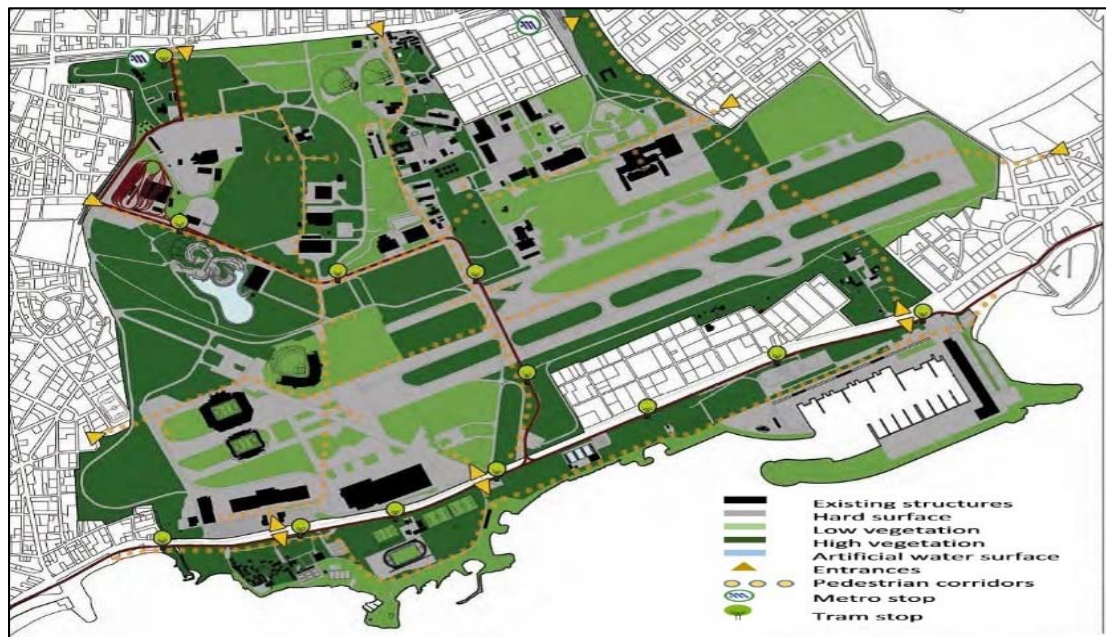 Existing structures
Hard surface
Low vegetation
High vegetation
Artificial water surface
Entrances
Pedestrian corridors
Metro stop
Tram stop